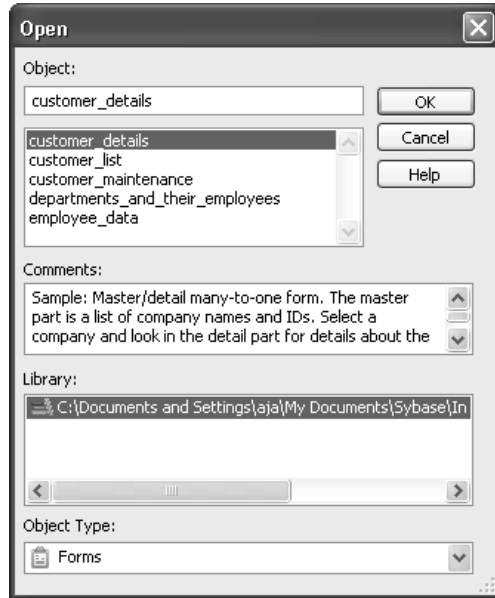 Open
Object:
customer_details
OK
customer_details
customer_list
customer_maintenance
departments_and_their_employees
employee_data
Cancel
Help
Comments:
Sample: Master/detail many-to-one form. The master
part is a list of company names and IDs. Select a
company and look in the detail part for details about the
Library:
C:\Documents and Settings\aja\My Documents\Sybase\In
Object Type:
Forms